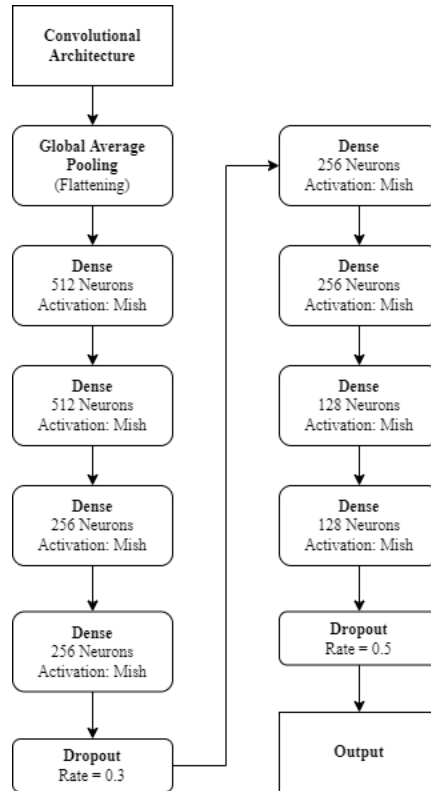 Convolutional
Architecture
Global Average
Pooling
(Flattening)
Dense
512 Neurons
Activation: Mish
Dense
512 Neurons
Activation: Mish
Dense
256 Neurons
Activation: Mish
Dense
256 Neurons
Activation: Mish
Dropout
Rate = 0.3
Dense
256 Neurons
Activation: Mish
Dense
256 Neurons
Activation: Mish
Dense
128 Neurons
Activation: Mish
Dense
128 Neurons
Activation: Mish
Dropout
Rate = 0.5
Output